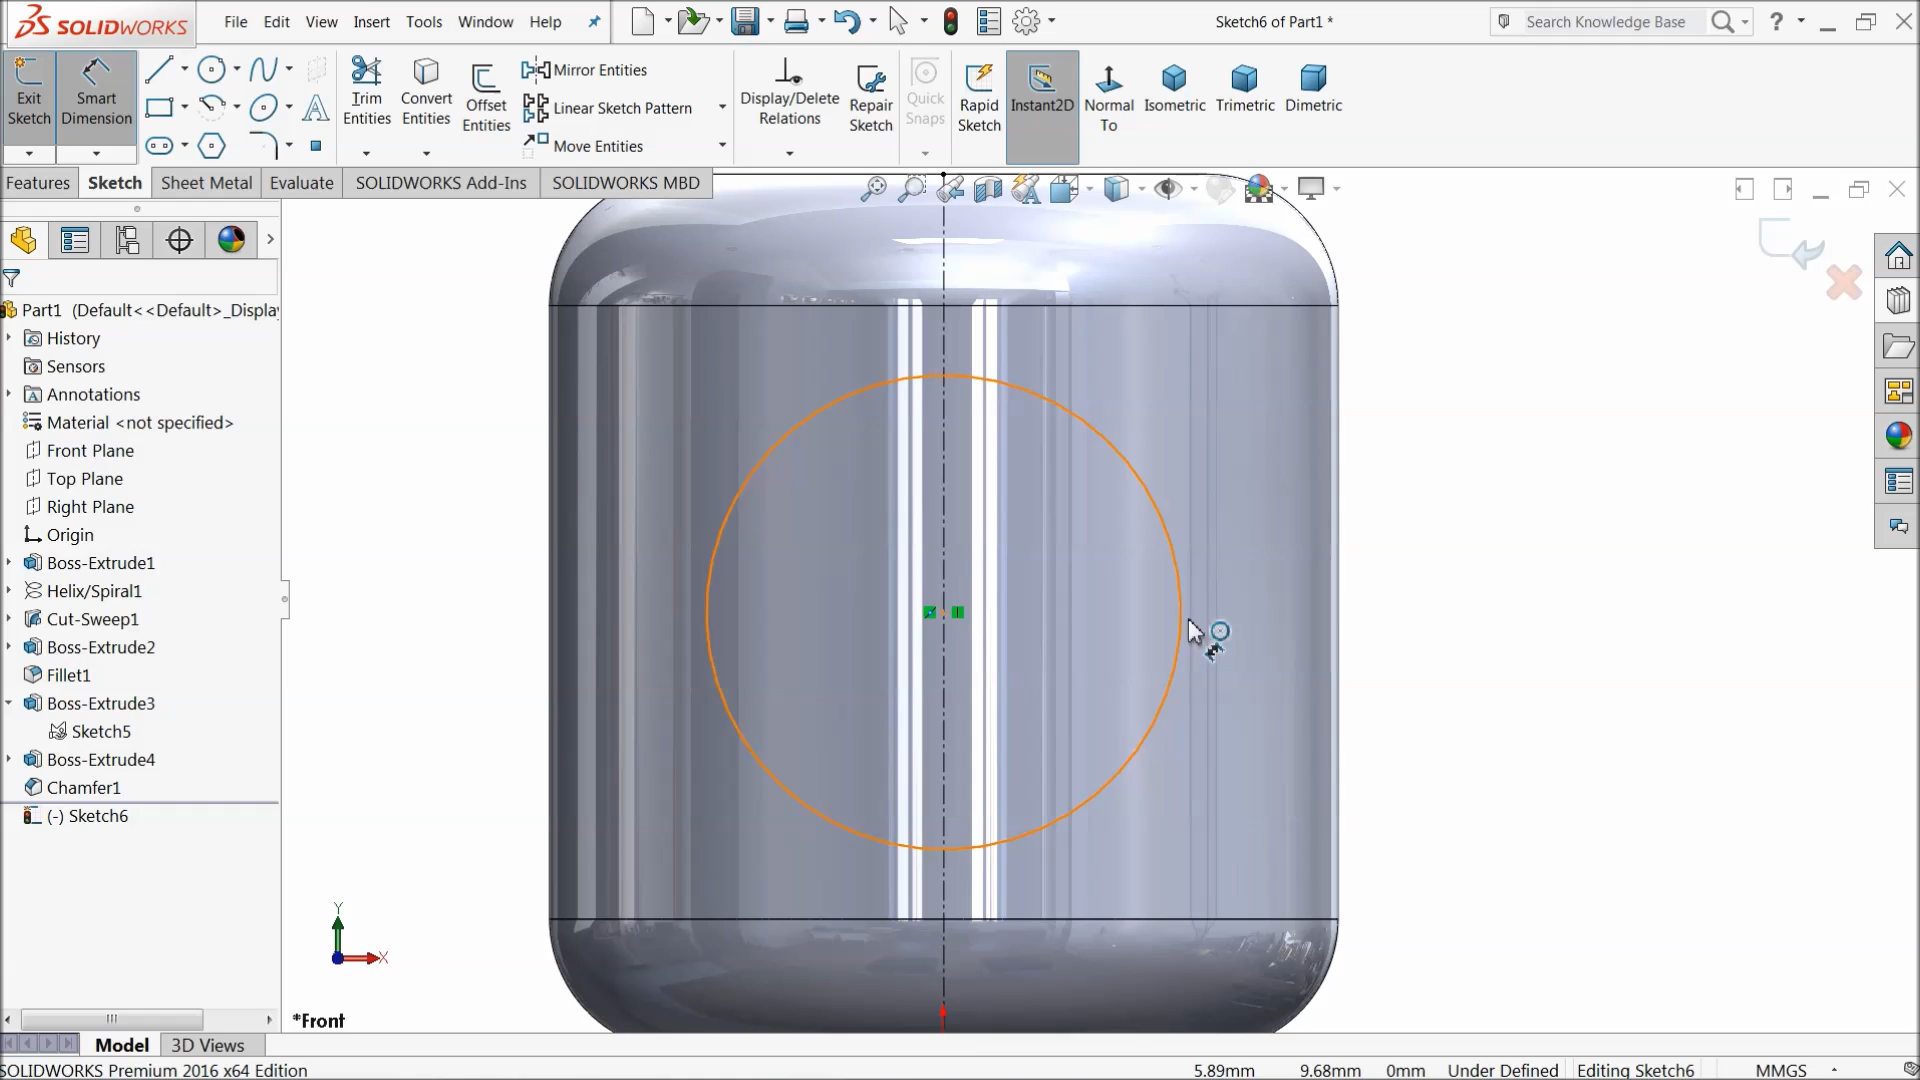 SOLIDWORKS
File Edit View Insert Tools Window Help
Sketch6 of Part1 *
Search Knowledge Base
?
Exit Sketch
Smart Dimension
Trim Entities
Convert Entities
Offset Entities
Mirror Entities
Linear Sketch Pattern
Move Entities
Display/Delete Relations
Repair Sketch
Quick Snaps
Rapid Sketch
Instant2D
Normal To
Isometric
Trimetric
Dimetric
Features Sketch Sheet Metal Evaluate SOLIDWORKS Add-Ins SOLIDWORKS MBD
Part1 (Default<<Default>_Displa
History
Sensors
Annotations
Material <not specified>
Front Plane
Top Plane
Right Plane
Origin
Boss-Extrude1
Helix/Spiral1
Cut-Sweep1
Boss-Extrude2
Fillet1
Boss-Extrude3
Sketch5
Boss-Extrude4
Chamfer1
(-) Sketch6
Y
X
*Front
Model 3D Views
SOLIDWORKS Premium 2016 x64 Edition
5.89mm 9.68mm 0mm Under Defined Editing Sketch6 MMGS